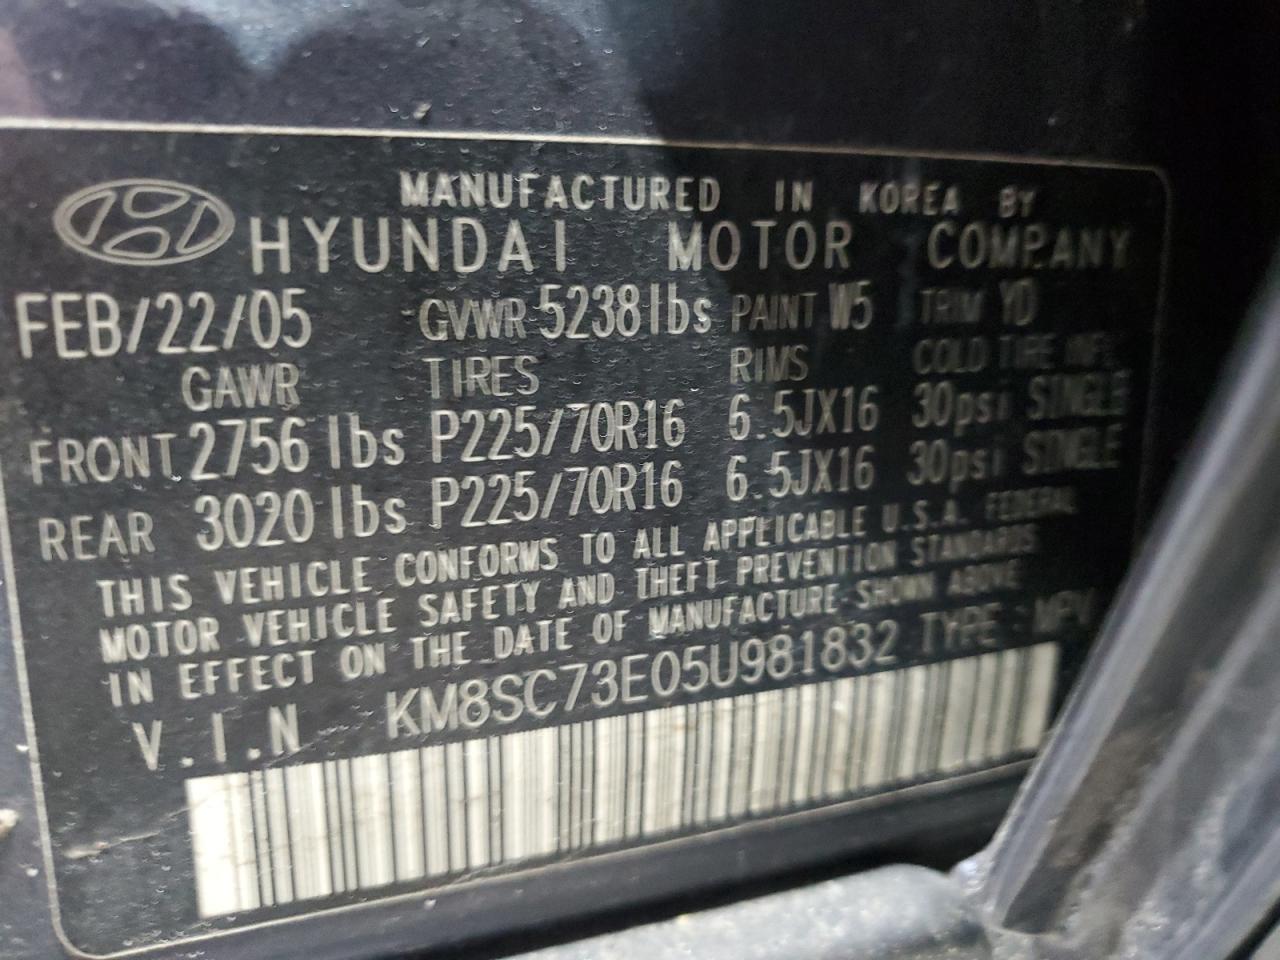 MANUFACTURED IN KOREA BY
HYUNDAI MOTOR COMPANY
FEB/22/05 GVWR 5238lbs PAINT W5 TRIM YD
GAWR TIRES RIMS COLD TIRE INFL
FRONT 2756 lbs P225/70R16 6.5JX16 30psi SINGLE
REAR 3020 lbs P225/70R16 6.5JX16 30psi SINGLE
THIS VEHICLE CONFORMS TO ALL APPLICABLE U.S.A. FEDERAL
MOTOR VEHICLE SAFETY AND THEFT PREVENTION STANDARDS
IN EFFECT ON THE DATE OF MANUFACTURE SHOWN ABOVE
V.I.N KM8SC73E05U981832 TYPE : MPV